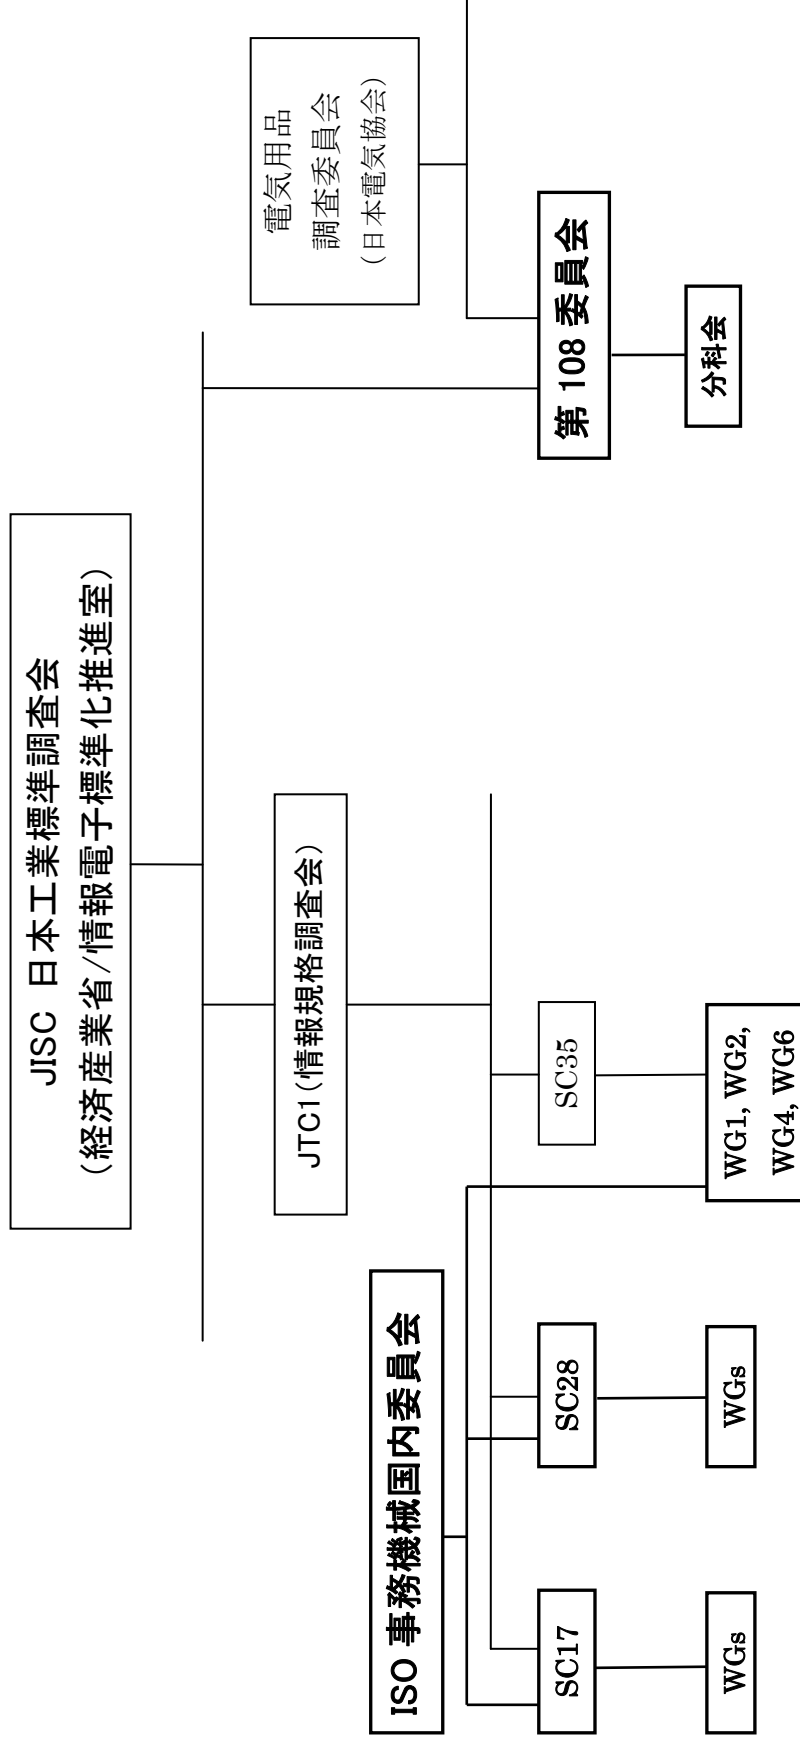 JISC 日本工業標準調査会
(経済産業省/情報電子標準化推進室)
電気用品
調査委員会
(日本電気協会)
JTC1(情報規格調査会)
ISO 事務機械国内委員会
SC17
SC28
SC35
第 108 委員会
WGs
WGs
WG1, WG2,
WG4, WG6
分科会